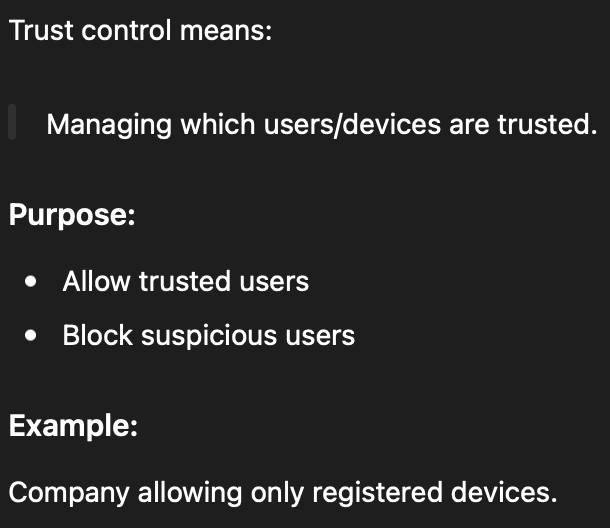 Trust control means:
Managing which users/devices are trusted.
Purpose:
• Allow trusted users
• Block suspicious users
Example:
Company allowing only registered devices.